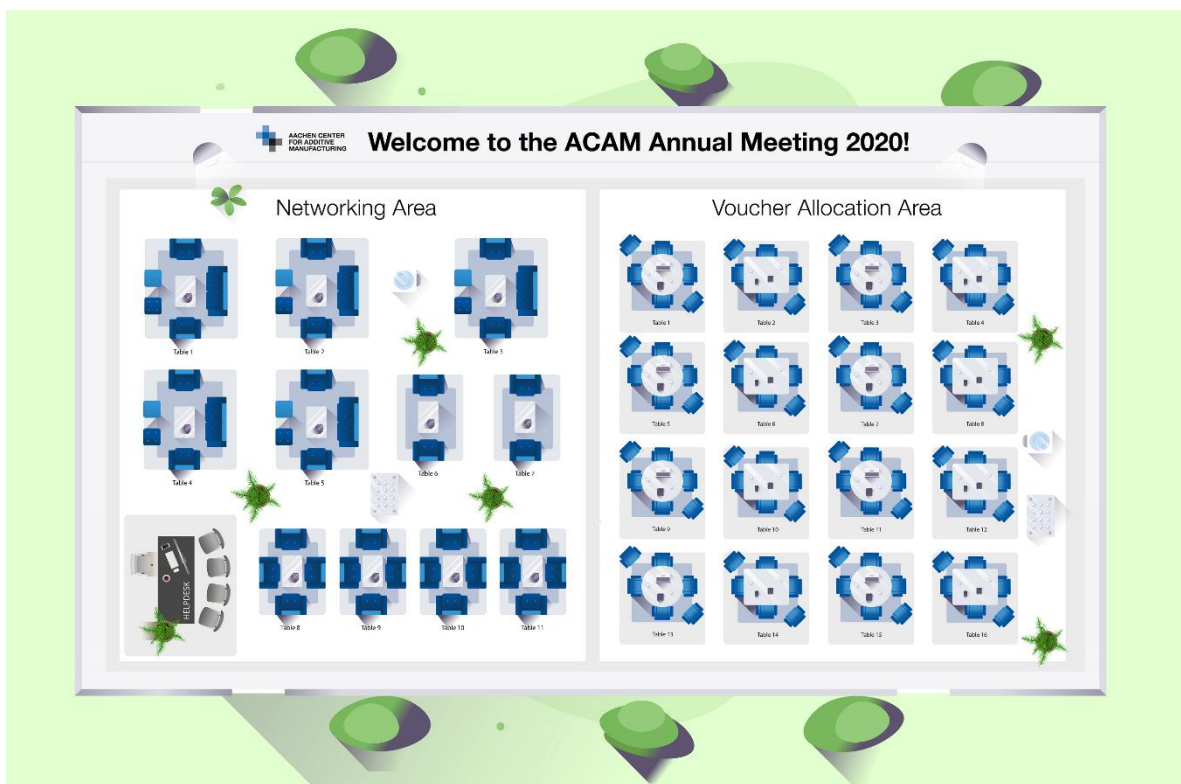 AACHEN CENTER
FOR ADDITIVE
MANUFACTURING
Welcome to the ACAM Annual Meeting 2020!
Networking Area
Table 1
Table 2
Table 3
Table 4
Table 5
Table 6
Table 7
HELPDESK
Table 8
Table 9
Table 10
Table 11
Voucher Allocation Area
Table 1
Table 2
Table 3
Table 4
Table 5
Table 6
Table 7
Table 8
Table 9
Table 10
Table 11
Table 12
Table 13
Table 14
Table 15
Table 16